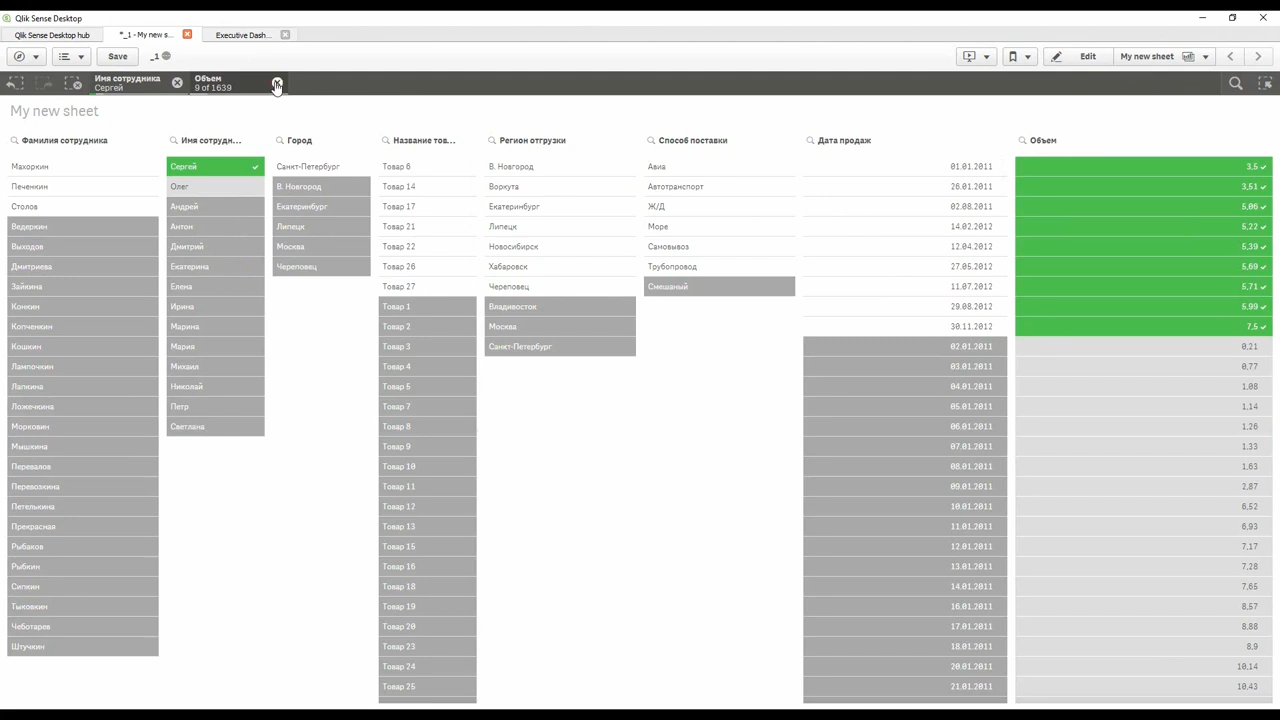 Qlik Sense Desktop
Qlik Sense Desktop hub
*_1 - My new s...
Executive Dash...
Save
_1
Edit
My new sheet
Имя сотрудника
Сергей
Объем
9 of 1639
My new sheet
Фамилия сотрудника
Махоркин
Печенкин
Столов
Ведеркин
Выходов
Дмитриева
Зайкина
Конкин
Копченкин
Кошкин
Лампочкин
Лапкина
Ложечкина
Морковин
Мышкина
Перевалов
Перевозкина
Петелькина
Прекрасная
Рыбаков
Рыбкин
Сипкин
Тыковкин
Чеботарев
Штучкин
Имя сотрудн...
Сергей
Олег
Андрей
Антон
Дмитрий
Екатерина
Елена
Ирина
Марина
Мария
Михаил
Николай
Петр
Светлана
Город
Санкт-Петербург
В. Новгород
Екатеринбург
Липецк
Москва
Череповец
Название тов...
Товар 6
Товар 14
Товар 17
Товар 21
Товар 22
Товар 26
Товар 27
Товар 1
Товар 2
Товар 3
Товар 4
Товар 5
Товар 7
Товар 8
Товар 9
Товар 10
Товар 11
Товар 12
Товар 13
Товар 15
Товар 16
Товар 18
Товар 19
Товар 20
Товар 23
Товар 24
Товар 25
Регион отгрузки
В. Новгород
Воркута
Екатеринбург
Липецк
Новосибирск
Хабаровск
Череповец
Владивосток
Москва
Санкт-Петербург
Способ поставки
Авиа
Автотранспорт
Ж/Д
Море
Самовывоз
Трубопровод
Смешаный
Дата продаж
01.01.2011
26.01.2011
02.08.2011
14.02.2012
12.04.2012
27.05.2012
11.07.2012
29.08.2012
30.11.2012
02.01.2011
03.01.2011
04.01.2011
05.01.2011
06.01.2011
07.01.2011
08.01.2011
09.01.2011
10.01.2011
11.01.2011
12.01.2011
13.01.2011
14.01.2011
16.01.2011
17.01.2011
18.01.2011
20.01.2011
21.01.2011
Объем
3,5
3,51
5,06
5,22
5,39
5,69
5,71
5,99
7,5
0,21
0,77
1,08
1,14
1,26
1,33
1,63
2,87
6,52
6,93
7,17
7,28
7,65
8,57
8,88
8,9
10,14
10,43